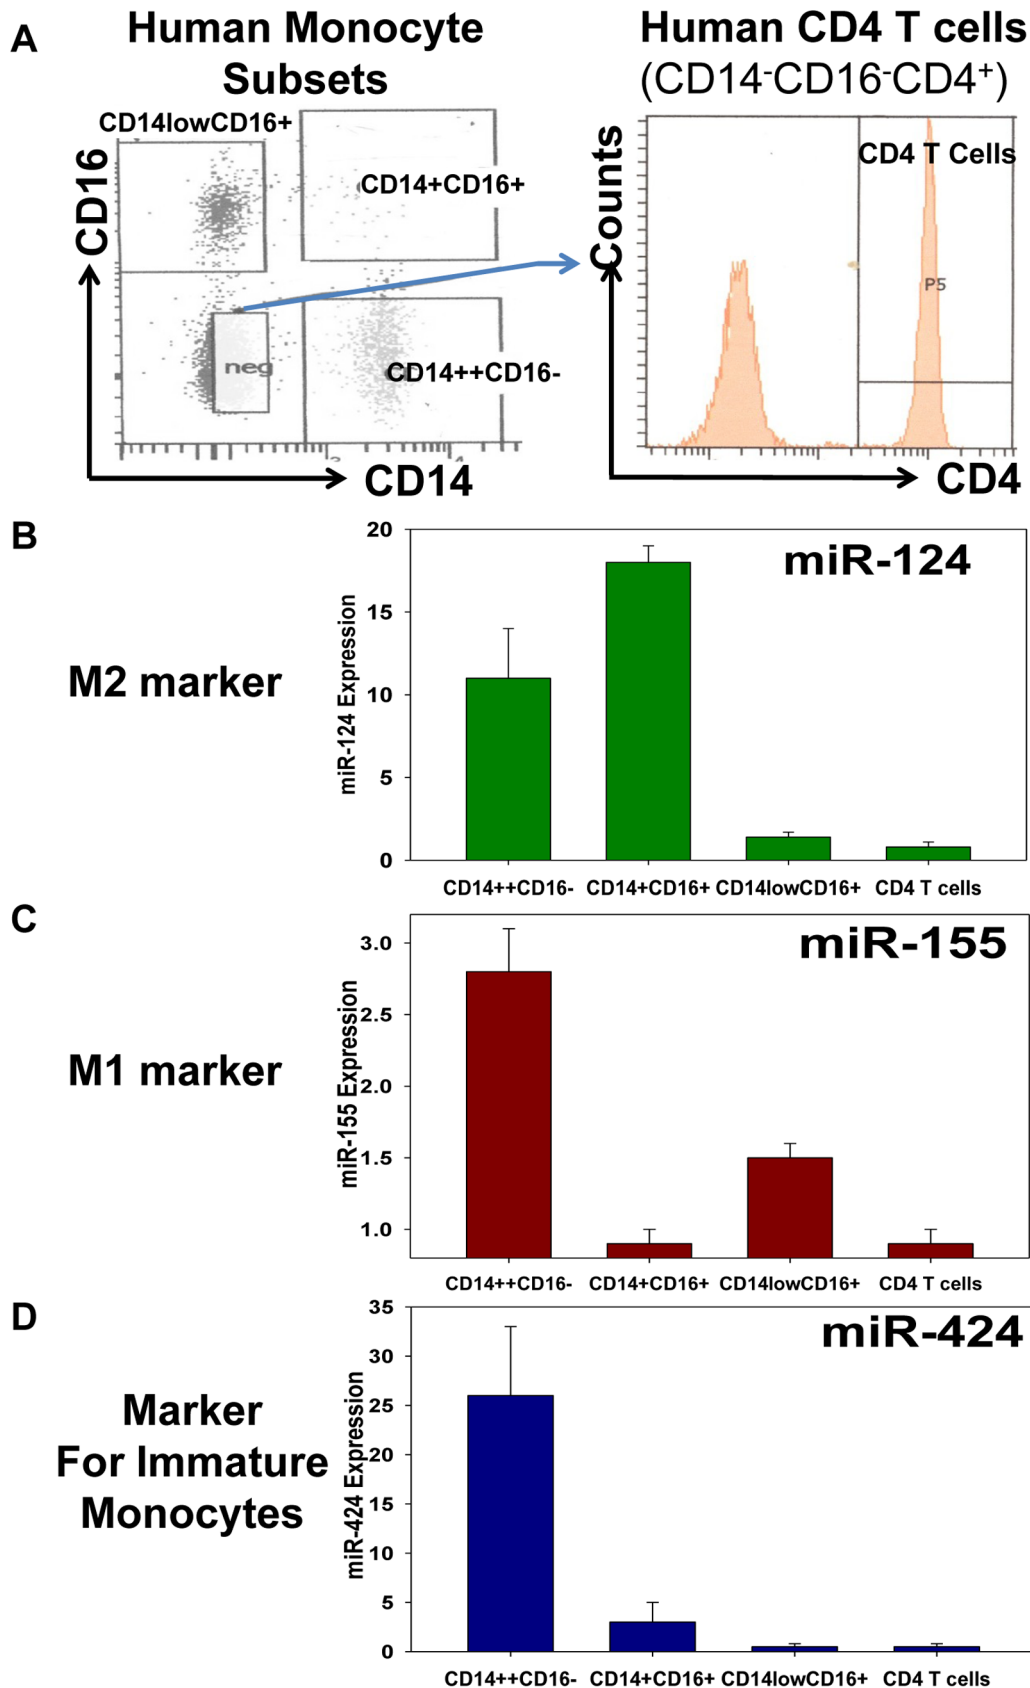 A
Human Monocyte
Subsets
Human CD4 T cells
(CD14-CD16-CD4+)
CD14lowCD16+
CD14+CD16+
neg
CD14++CD16-
CD16
CD14
Counts
CD4 T Cells
P5
CD4
B
M2 marker
miR-124
miR-124 Expression
20
15
10
5
0
CD14++CD16- CD14+CD16+ CD14lowCD16+ CD4 T cells
C
M1 marker
miR-155
miR-155 Expression
3.0
2.5
2.0
1.5
1.0
CD14++CD16- CD14+CD16+ CD14lowCD16+ CD4 T cells
D
Marker
For Immature
Monocytes
miR-424
miR-424 Expression
35
30
25
20
15
10
5
0
CD14++CD16- CD14+CD16+ CD14lowCD16+ CD4 T cells